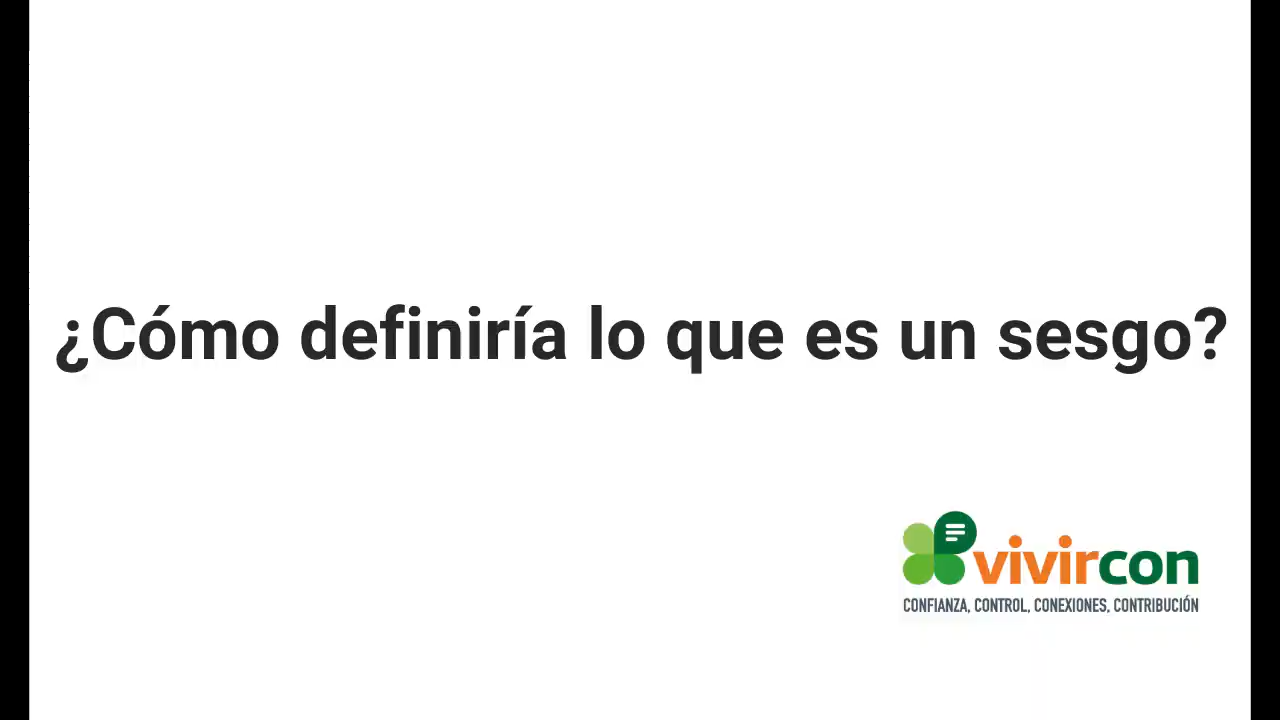 ¿Cómo definiría lo que es un sesgo?
vivircon
CONFIANZA, CONTROL, CONEXIONES, CONTRIBUCIÓN